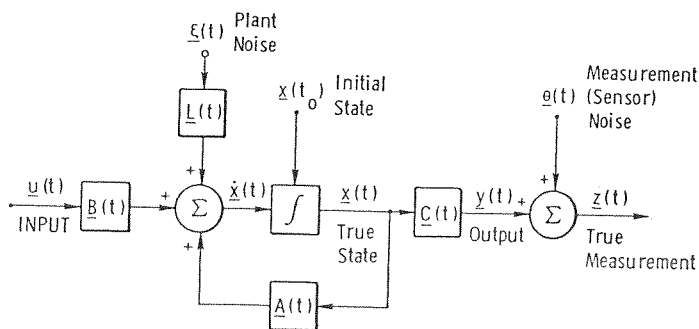 ξ(t) Plant
Noise
L(t)
x(t₀) Initial
State
Measurement
(Sensor)
θ(t) Noise
+
+
+
+
+
u(t)
INPUT
B(t)
Σ
ẋ(t)
∫
x(t)
True
State
C(t)
y(t)
Output
Σ
z(t)
True
Measurement
A(t)